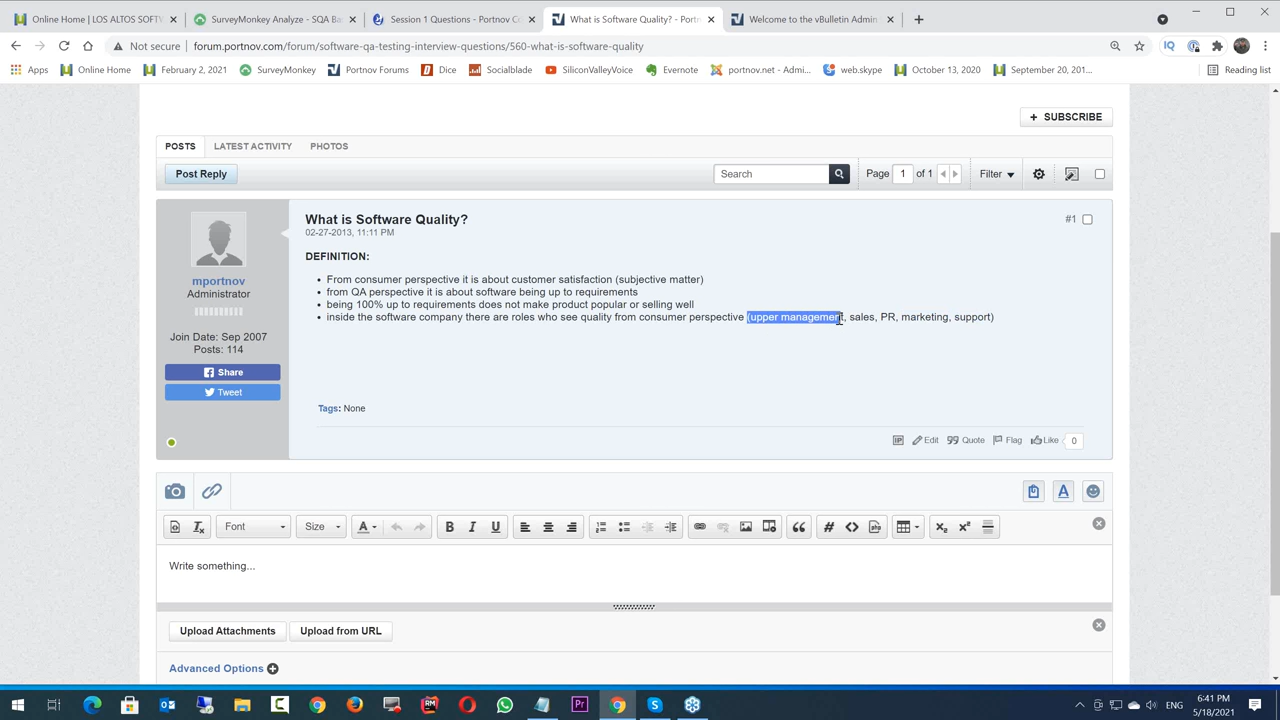 Online Home | LOS ALTOS SOFTW
SurveyMonkey Analyze - SQA Ba
Session 1 Questions - Portnov Co
What is Software Quality? - Portn
Welcome to the vBulletin Admin
Not secure
forum.portnov.com/forum/software-qa-testing-interview-questions/560-what-is-software-quality
Apps
Online Home
February 2, 2021
SurveyMonkey
Portnov Forums
Dice
Socialblade
SiliconValleyVoice
Evernote
portnov.net - Admi...
web.skype
October 13, 2020
September 20, 201...
Reading list
+ SUBSCRIBE
POSTS
LATEST ACTIVITY
PHOTOS
Post Reply
Search
Page 1 of 1
Filter
What is Software Quality?
#1
02-27-2013, 11:11 PM
DEFINITION:
• From consumer perspective it is about customer satisfaction (subjective matter)
• from QA perspective it is about software being up to requirements
• being 100% up to requirements does not make product popular or selling well
• inside the software company there are roles who see quality from consumer perspective (upper management, sales, PR, marketing, support)
mportnov
Administrator
Join Date: Sep 2007
Posts: 114
Share
Tweet
Tags: None
IP
Edit
Quote
Flag
Like
0
Font
Size
A
B
I
U
Write something...
Upload Attachments
Upload from URL
Advanced Options
ENG
6:41 PM
5/18/2021